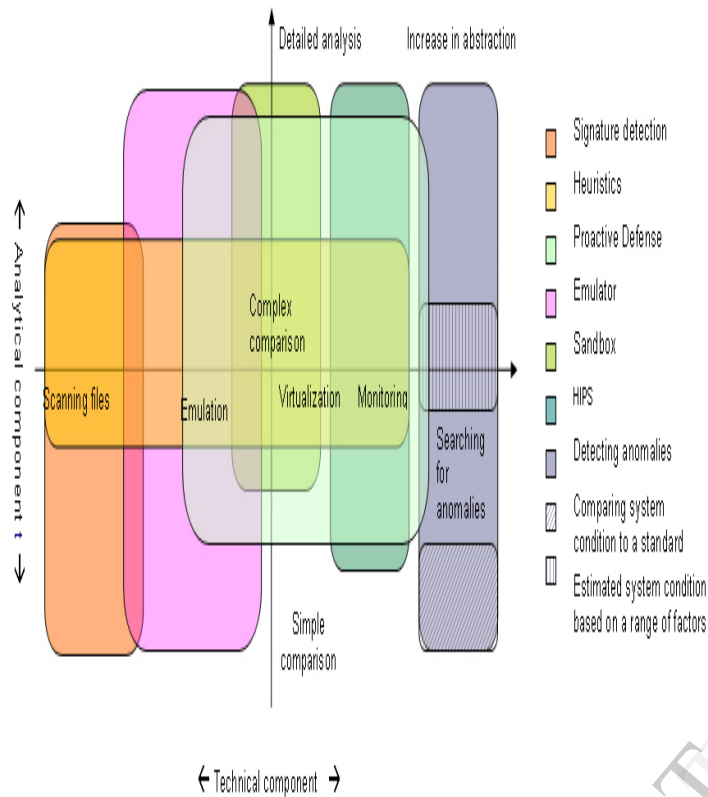 Detailed analysis
Increase in abstraction
Signature detection
Heuristics
Proactive Defense
Emulator
Sandbox
HIPS
Detecting anomalies
Comparing system
condition to a standard
Estimated system condition
based on a range of factors
← Analytical component t →
Complex
comparison
Scanning files
Emulation
Virtualization
Monitoring
Searching
for
anomalies
Simple
comparison
← Technical component →
T